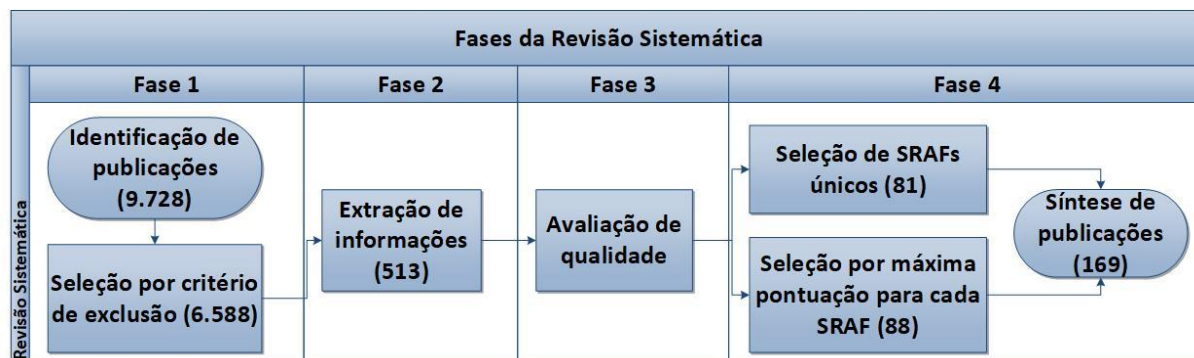 Fases da Revisão Sistemática
Revisão Sistemática
Fase 1
Fase 2
Fase 3
Fase 4
Identificação de
publicações
(9.728)
Seleção por critério
de exclusão (6.588)
Extração de
informações
(513)
Avaliação de
qualidade
Seleção de SRAFs
únicos (81)
Seleção por máxima
pontuação para cada
SRAF (88)
Síntese de
publicações
(169)